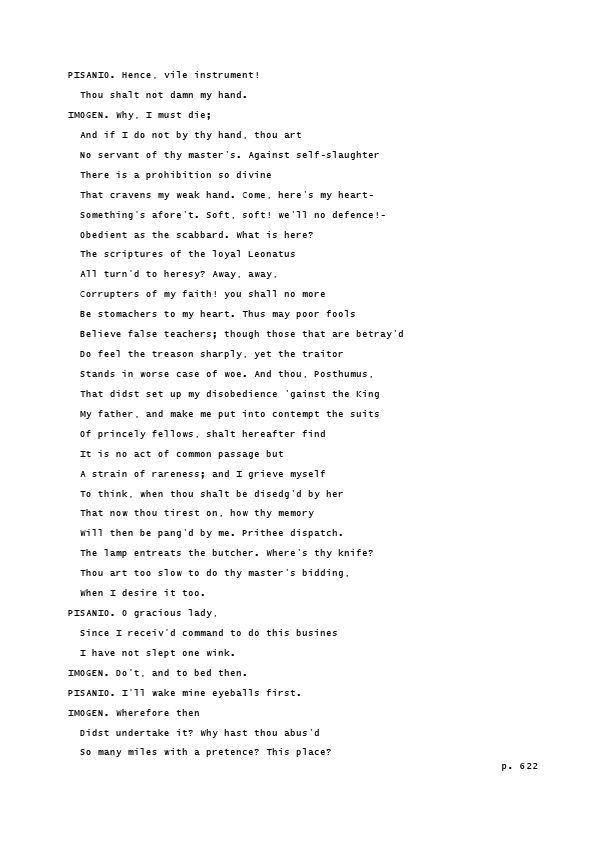 PISANIO. Hence, vile instrument!
Thou shalt not damn my hand.
IMOGEN. Why, I must die;
And if I do not by thy hand, thou art
No servant of thy master's. Against self-slaughter
There is a prohibition so divine
That cravens my weak hand. Come, here's my heart-
Something's afore't. Soft, soft! we'll no defence!-
Obedient as the scabbard. What is here?
The scriptures of the loyal Leonatus
All turn'd to heresy? Away, away,
Corrupters of my faith! you shall no more
Be stomachers to my heart. Thus may poor fools
Believe false teachers; though those that are betray'd
Do feel the treason sharply, yet the traitor
Stands in worse case of woe. And thou, Posthumus,
That didst set up my disobedience 'gainst the King
My father, and make me put into contempt the suits
Of princely fellows, shalt hereafter find
It is no act of common passage but
A strain of rareness; and I grieve myself
To think, when thou shalt be disedg'd by her
That now thou tirest on, how thy memory
Will then be pang'd by me. Prithee dispatch.
The lamp entreats the butcher. Where's thy knife?
Thou art too slow to do thy master's bidding,
When I desire it too.
PISANIO. O gracious lady,
Since I receiv'd command to do this busines
I have not slept one wink.
IMOGEN. Do't, and to bed then.
PISANIO. I'll wake mine eyeballs first.
IMOGEN. Wherefore then
Didst undertake it? Why hast thou abus'd
So many miles with a pretence? This place?
p. 622